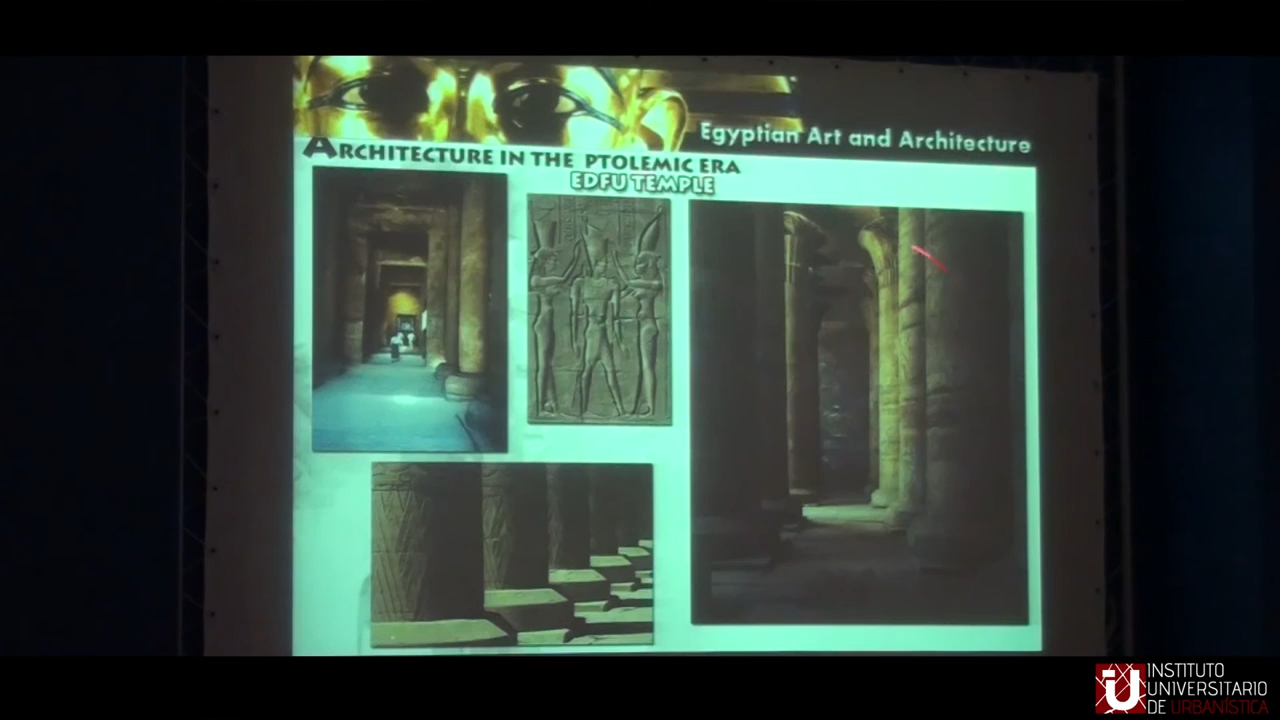 Egyptian Art and Architecture
ARCHITECTURE IN THE PTOLEMIC ERA
EDFU TEMPLE
INSTITUTO
UNIVERSITARIO
DE URBANÍSTICA